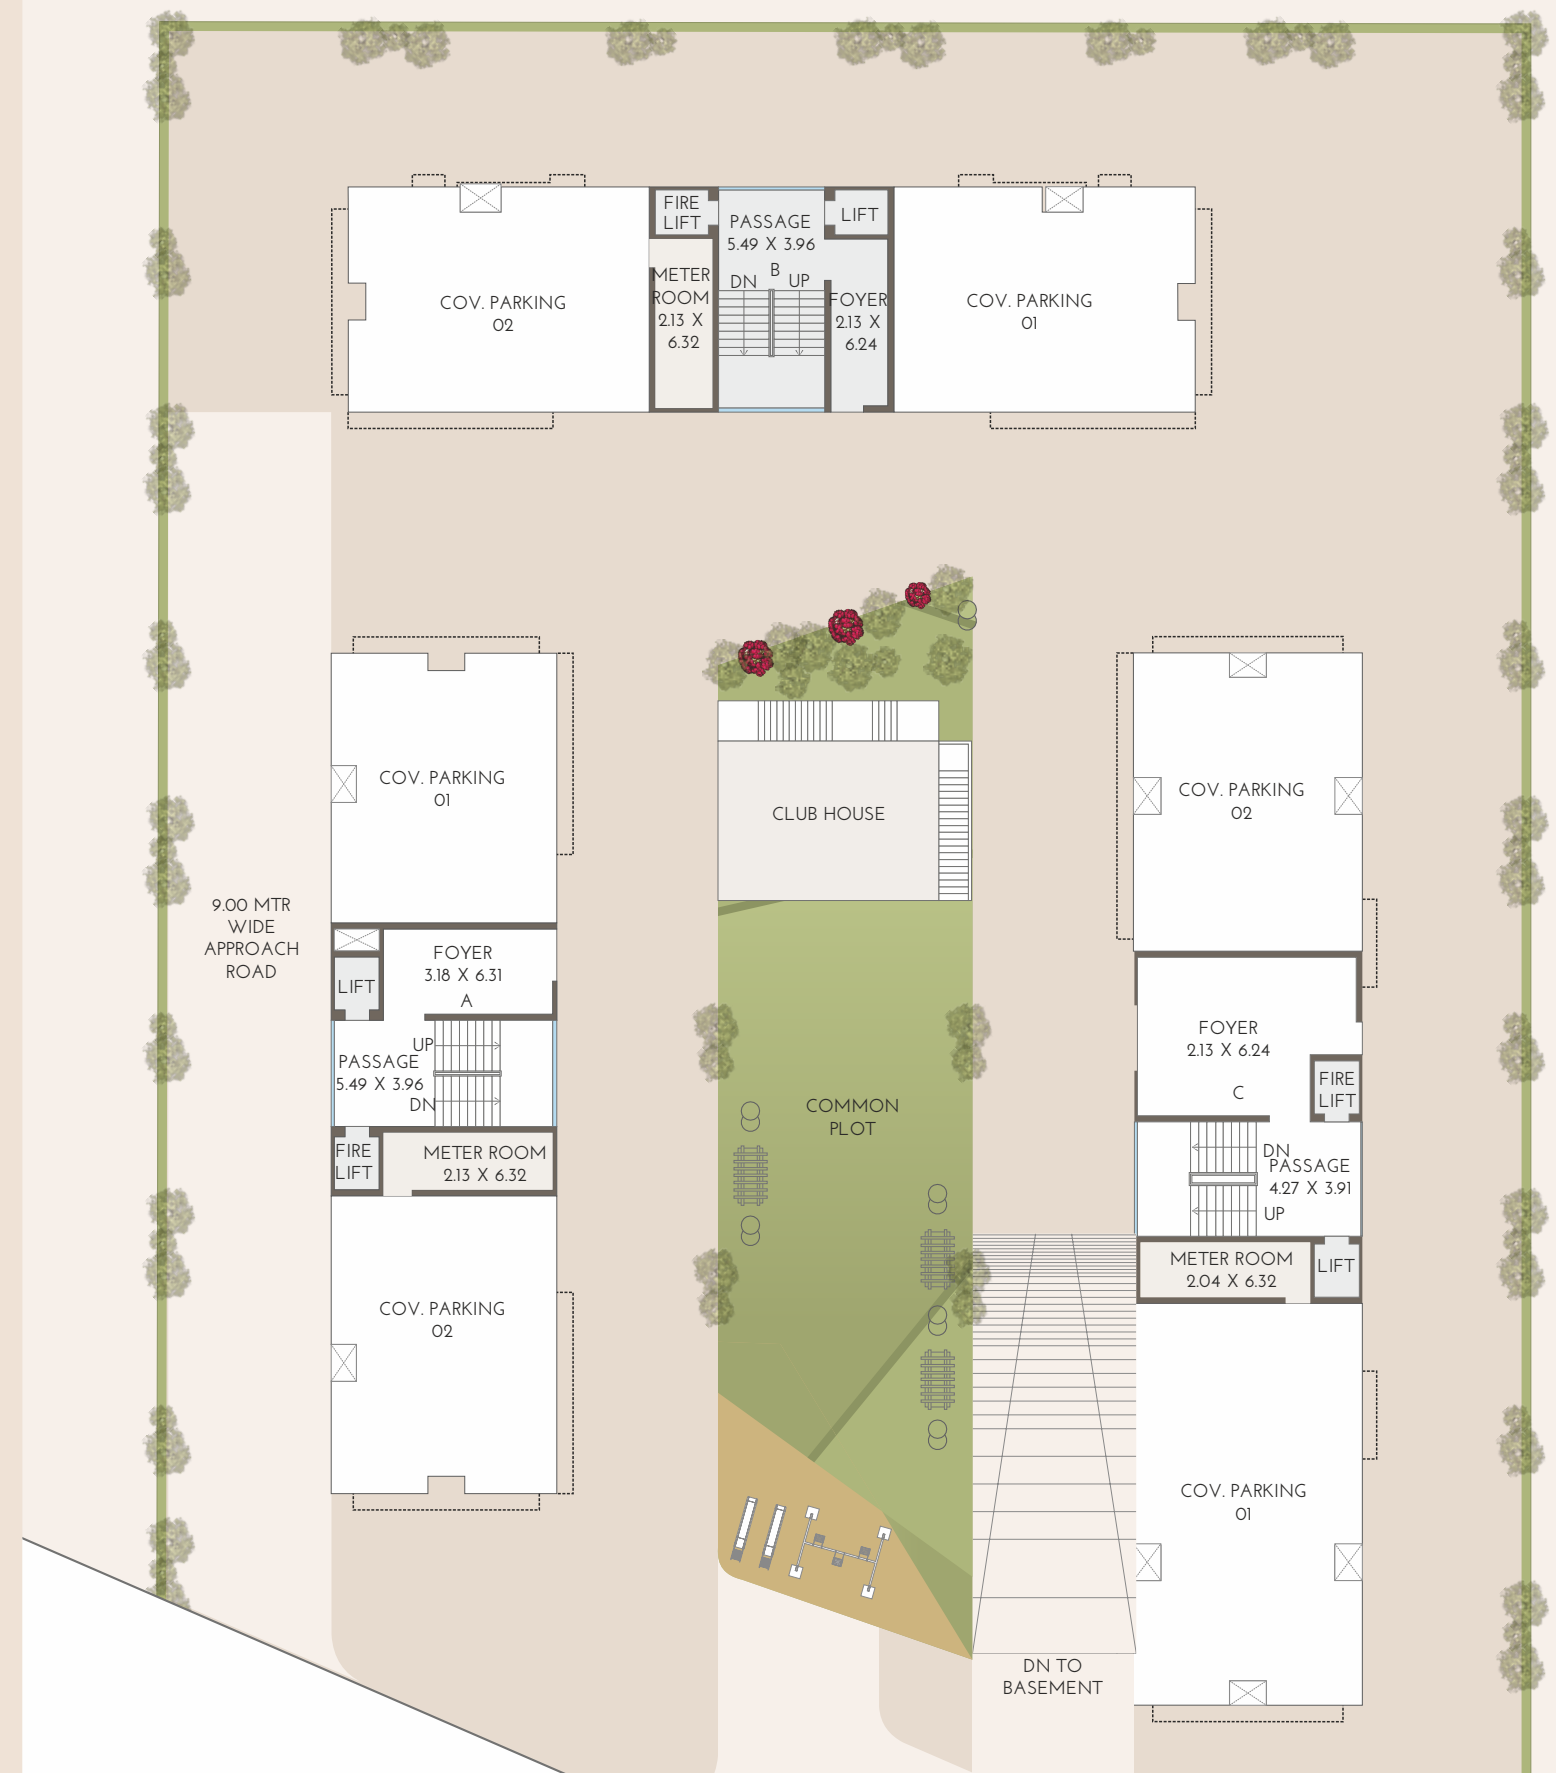 FIRE
LIFT
PASSAGE
5.49 X 3.96
LIFT
B
DN
UP
METER
ROOM
2.13 X
6.32
FOYER
2.13 X
6.24
COV. PARKING
02
COV. PARKING
01
COV. PARKING
01
9.00 MTR
WIDE
APPROACH
ROAD
FOYER
3.18 X 6.31
A
LIFT
UP
PASSAGE
5.49 X 3.96
DN
FIRE
LIFT
METER ROOM
2.13 X 6.32
COV. PARKING
02
CLUB HOUSE
COMMON
PLOT
COV. PARKING
02
FOYER
2.13 X 6.24
C
FIRE
LIFT
DN
PASSAGE
4.27 X 3.91
UP
METER ROOM
2.04 X 6.32
LIFT
COV. PARKING
01
DN TO
BASEMENT